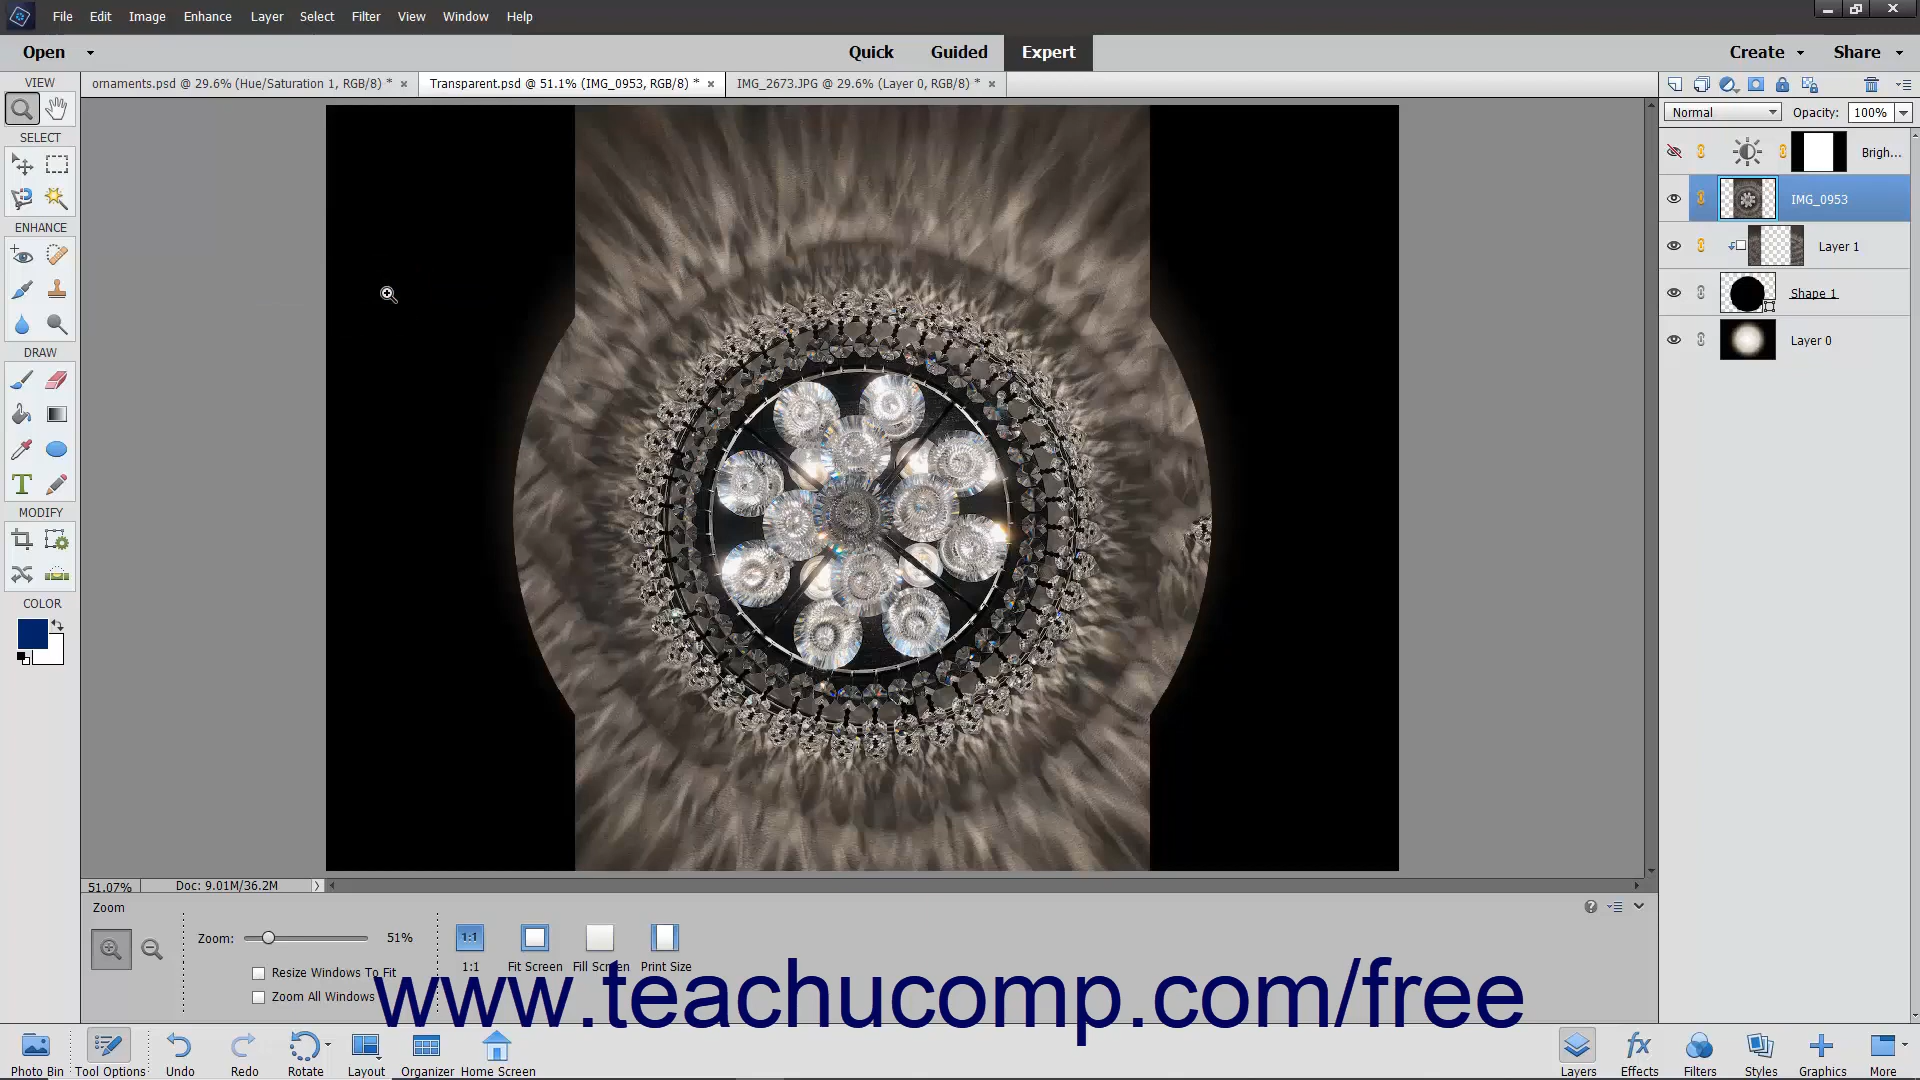 File Edit Image Enhance Layer Select Filter View Window Help
Open Quick Guided Expert Create Share
VIEW ornaments.psd @ 29.6% (Hue/Saturation 1, RGB/8) * × Transparent.psd @ 51.1% (IMG_0953, RGB/8) * × IMG_2673.JPG @ 29.6% (Layer 0, RGB/8) * ×
Normal Opacity: 100%
SELECT
Brigh...
IMG_0953
ENHANCE
Layer 1
Shape 1
Layer 0
DRAW
T
MODIFY
COLOR
51.07% Doc: 9.01M/36.2M
Zoom
Zoom: 51%
1:1
1:1 Fit Screen Fill Screen Print Size
Resize Windows To Fit
Zoom All Windows
www.teachucomp.com/free
Photo Bin Tool Options Undo Redo Rotate Layout Organizer Home Screen
fx
Layers Effects Filters Styles Graphics More